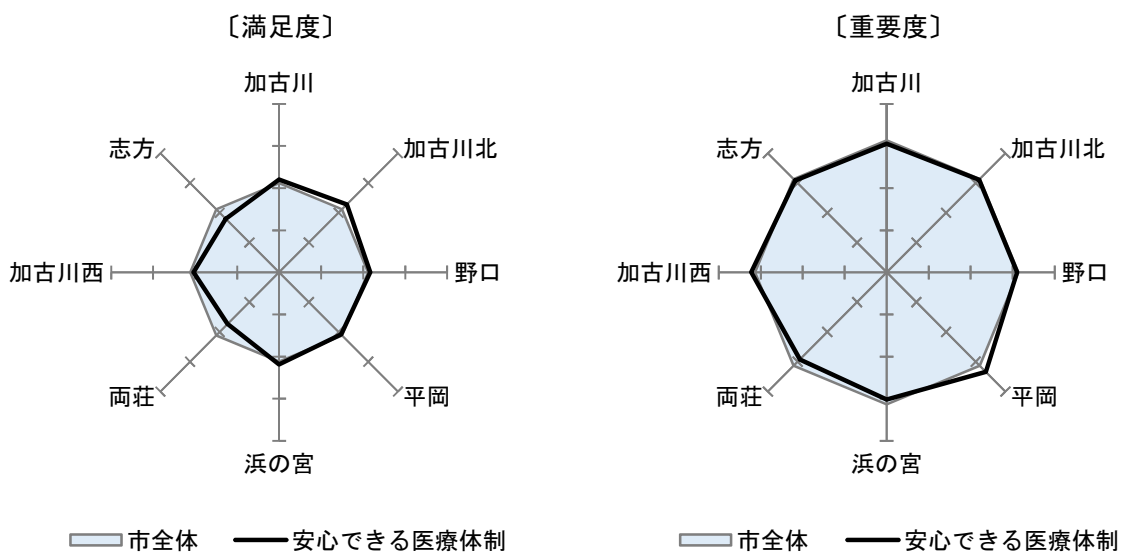 〔満足度〕
加古川
加古川北
野口
平岡
浜の宮
両荘
加古川西
志方
市全体
安心できる医療体制
〔重要度〕
加古川
加古川北
野口
平岡
浜の宮
両荘
加古川西
志方
市全体
安心できる医療体制